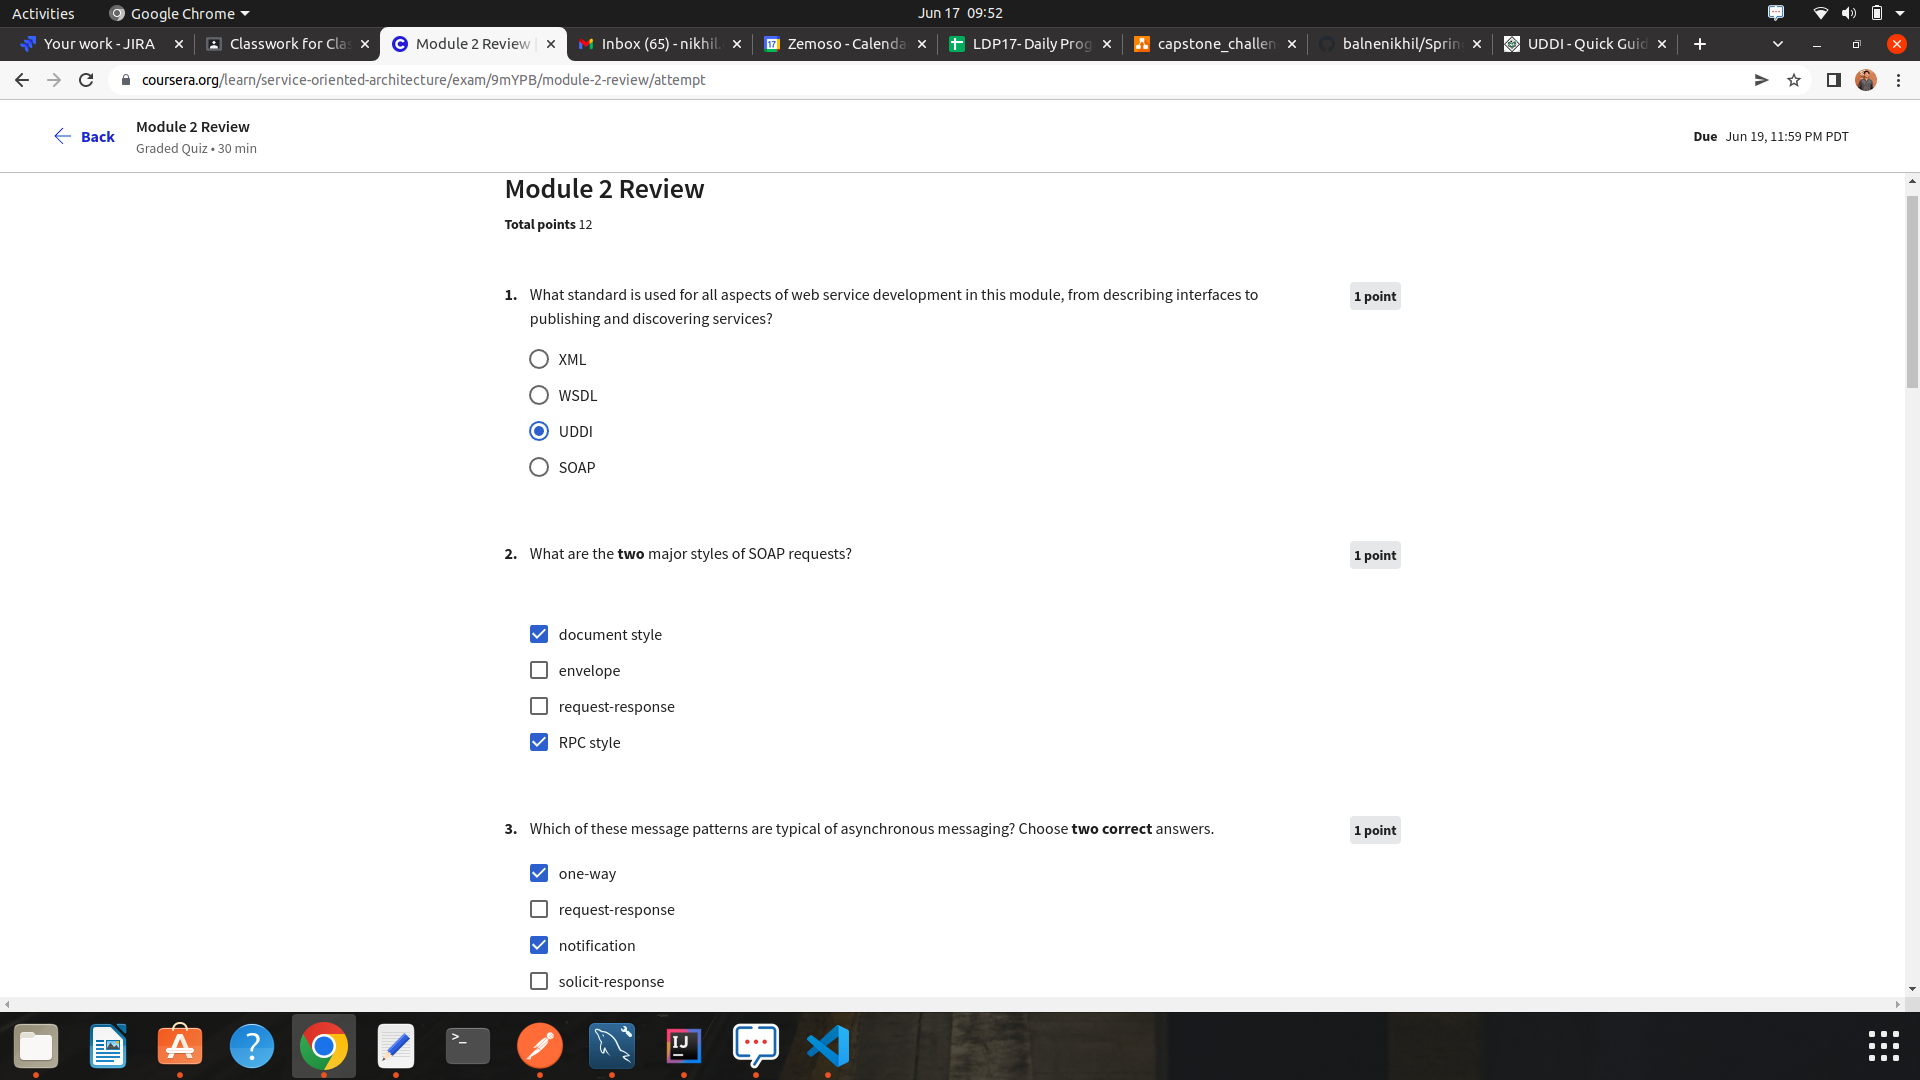 Activities
Google Chrome
Jun 17 09:52
Your work - JIRA
Classwork for Clas
Module 2 Review |
Inbox (65) - nikhil.
Zemoso - Calenda
LDP17- Daily Prog
capstone_challen
balnenikhil/Sprin
UDDI - Quick Guid
coursera.org/learn/service-oriented-architecture/exam/9mYPB/module-2-review/attempt
Back
Module 2 Review
Graded Quiz • 30 min
Due Jun 19, 11:59 PM PDT
Module 2 Review
Total points 12
1. What standard is used for all aspects of web service development in this module, from describing interfaces to
publishing and discovering services?
1 point
XML
WSDL
UDDI
SOAP
2. What are the two major styles of SOAP requests?
1 point
document style
envelope
request-response
RPC style
3. Which of these message patterns are typical of asynchronous messaging? Choose two correct answers.
1 point
one-way
request-response
notification
solicit-response